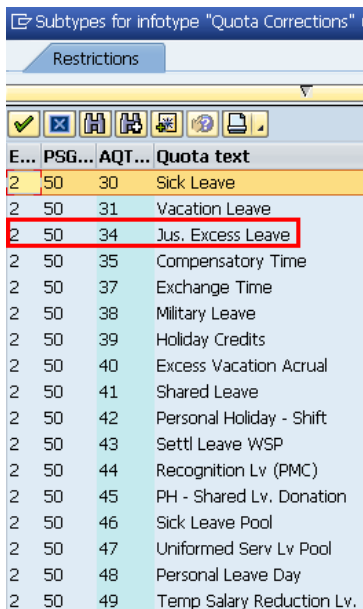 Subtypes for infotype "Quota Corrections"
Restrictions
E... PSG... AQT... Quota text
2 50 30 Sick Leave
2 50 31 Vacation Leave
2 50 34 Jus. Excess Leave
2 50 35 Compensatory Time
2 50 37 Exchange Time
2 50 38 Military Leave
2 50 39 Holiday Credits
2 50 40 Excess Vacation Acrual
2 50 41 Shared Leave
2 50 42 Personal Holiday - Shift
2 50 43 Settl Leave WSP
2 50 44 Recognition Lv (PMC)
2 50 45 PH - Shared Lv. Donation
2 50 46 Sick Leave Pool
2 50 47 Uniformed Serv Lv Pool
2 50 48 Personal Leave Day
2 50 49 Temp Salary Reduction Lv.